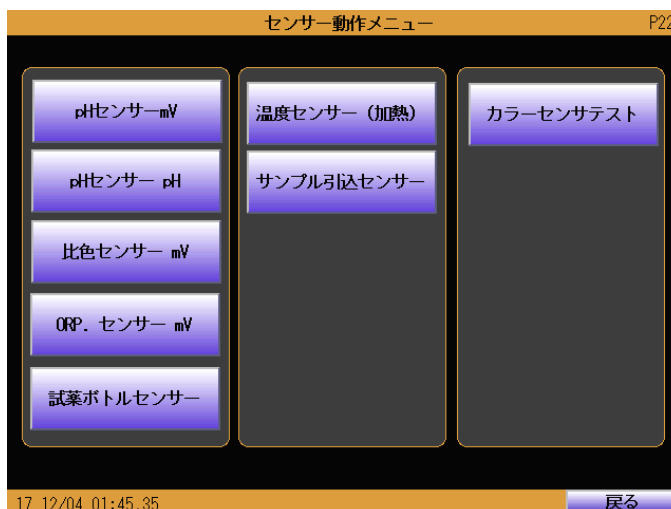 センサー動作メニュー
P22
pHセンサーmV
pHセンサー pH
比色センサー mV
ORP. センサー mV
試薬ボトルセンサー
温度センサー (加熱)
サンプル引込センサー
カラーセンサテスト
17 12/04 01:45.35
戻る